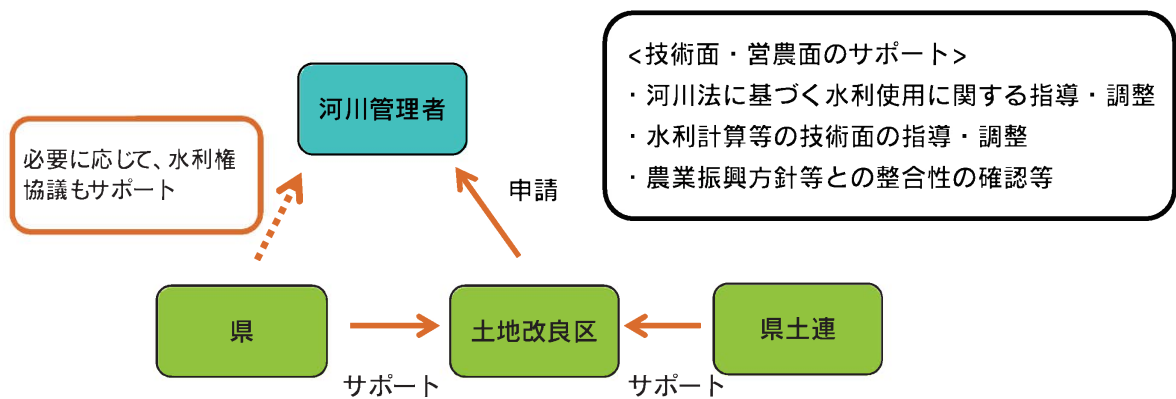 <技術面・営農面のサポート>
・河川法に基づく水利使用に関する指導・調整
・水利計算等の技術面の指導・調整
・農業振興方針等との整合性の確認等
河川管理者
必要に応じて、水利権
協議もサポート
申請
県
土地改良区
県土連
サポート
サポート